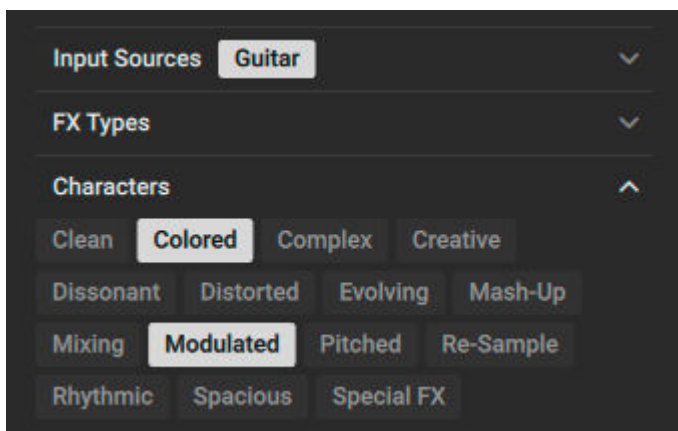 Input Sources Guitar
FX Types
Characters
Clean Colored Complex Creative
Dissonant Distorted Evolving Mash-Up
Mixing Modulated Pitched Re-Sample
Rhythmic Spacious Special FX